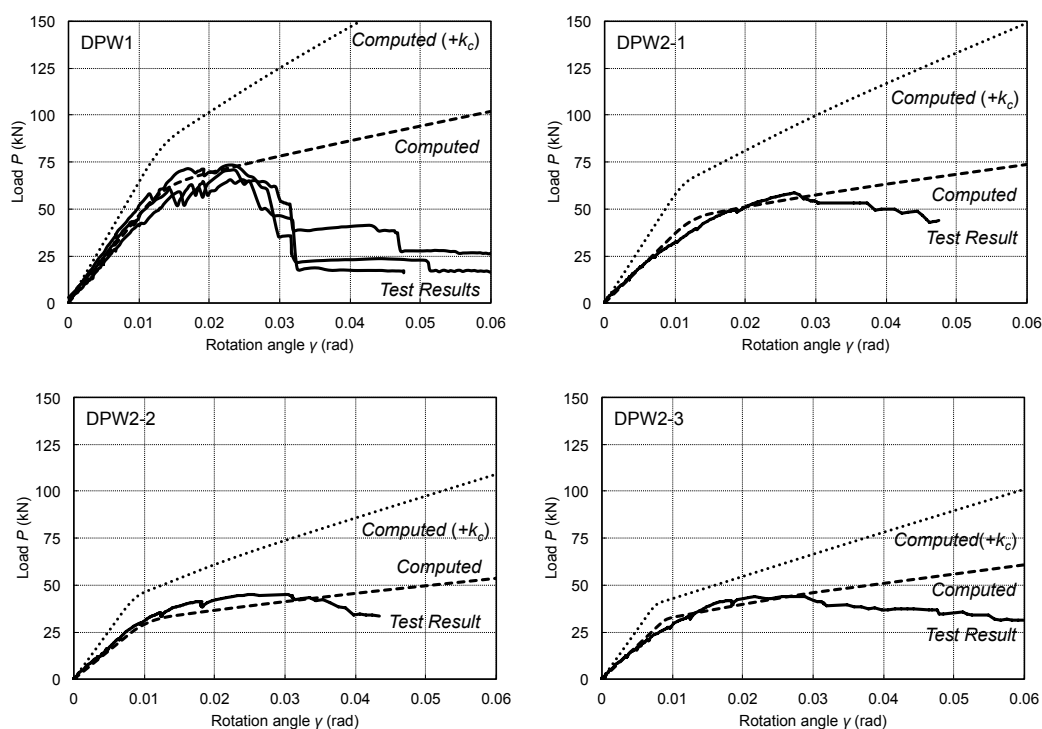 DPW1
Computed (+kc)
Computed
Test Results
150
125
100
75
50
25
0
0 0.01 0.02 0.03 0.04 0.05 0.06
Load P (kN)
Rotation angle γ (rad)
DPW2-1
Computed (+kc)
Computed
Test Result
150
125
100
75
50
25
0
0 0.01 0.02 0.03 0.04 0.05 0.06
Load P (kN)
Rotation angle γ (rad)
DPW2-2
Computed (+kc)
Computed
Test Result
150
125
100
75
50
25
0
0 0.01 0.02 0.03 0.04 0.05 0.06
Load P (kN)
Rotation angle γ (rad)
DPW2-3
Computed(+kc)
Computed
Test Result
150
125
100
75
50
25
0
0 0.01 0.02 0.03 0.04 0.05 0.06
Load P (kN)
Rotation angle γ (rad)